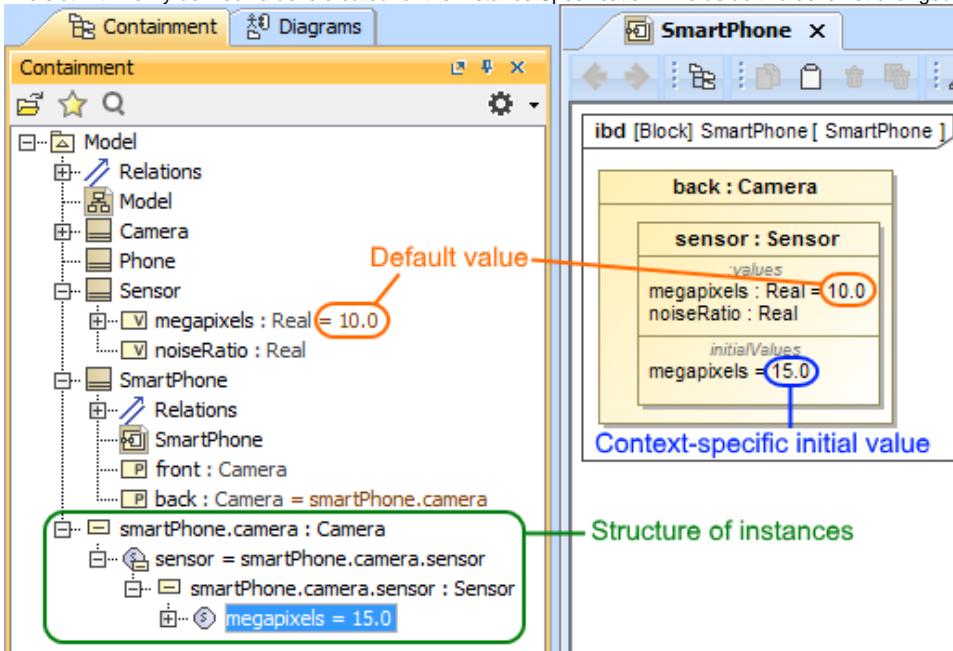 Containment
Diagrams
Containment
Model
Relations
Model
Camera
Phone
Sensor
megapixels : Real = 10.0
noiseRatio : Real
SmartPhone
Relations
SmartPhone
front : Camera
back : Camera = smartPhone.camera
smartPhone.camera : Camera
sensor = smartPhone.camera.sensor
smartPhone.camera.sensor : Sensor
megapixels = 15.0
Default value
SmartPhone
ibd [Block] SmartPhone [ SmartPhone ]
back : Camera
sensor : Sensor
:values
megapixels : Real = 10.0
noiseRatio : Real
initialValues
megapixels = 15.0
Context-specific initial value
Structure of instances